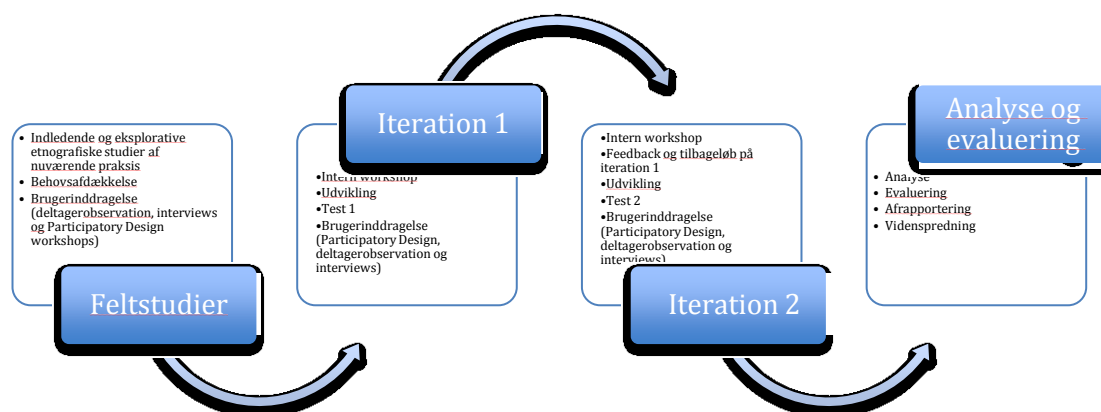 • Indledende og eksplorative
etnografiske studier af
nuværende praksis
• Behovsafdækkelse
• Brugerinddragelse
(deltagerobservation, interviews
og Participatory Design
workshops)
Feltstudier
Iteration 1
•Intern workshop
•Udvikling
•Test 1
•Brugerinddragelse
(Participatory Design,
deltagerobservation og
interviews)
•Intern workshop
•Feedback og tilbageløb på
iteration 1
•Udvikling
•Test 2
•Brugerinddragelse
(Participatory Design,
deltagerobservation og
interviews)
Iteration 2
Analyse og
evaluering
• Analyse
• Evaluering
• Afrapportering
• Vidensspredning